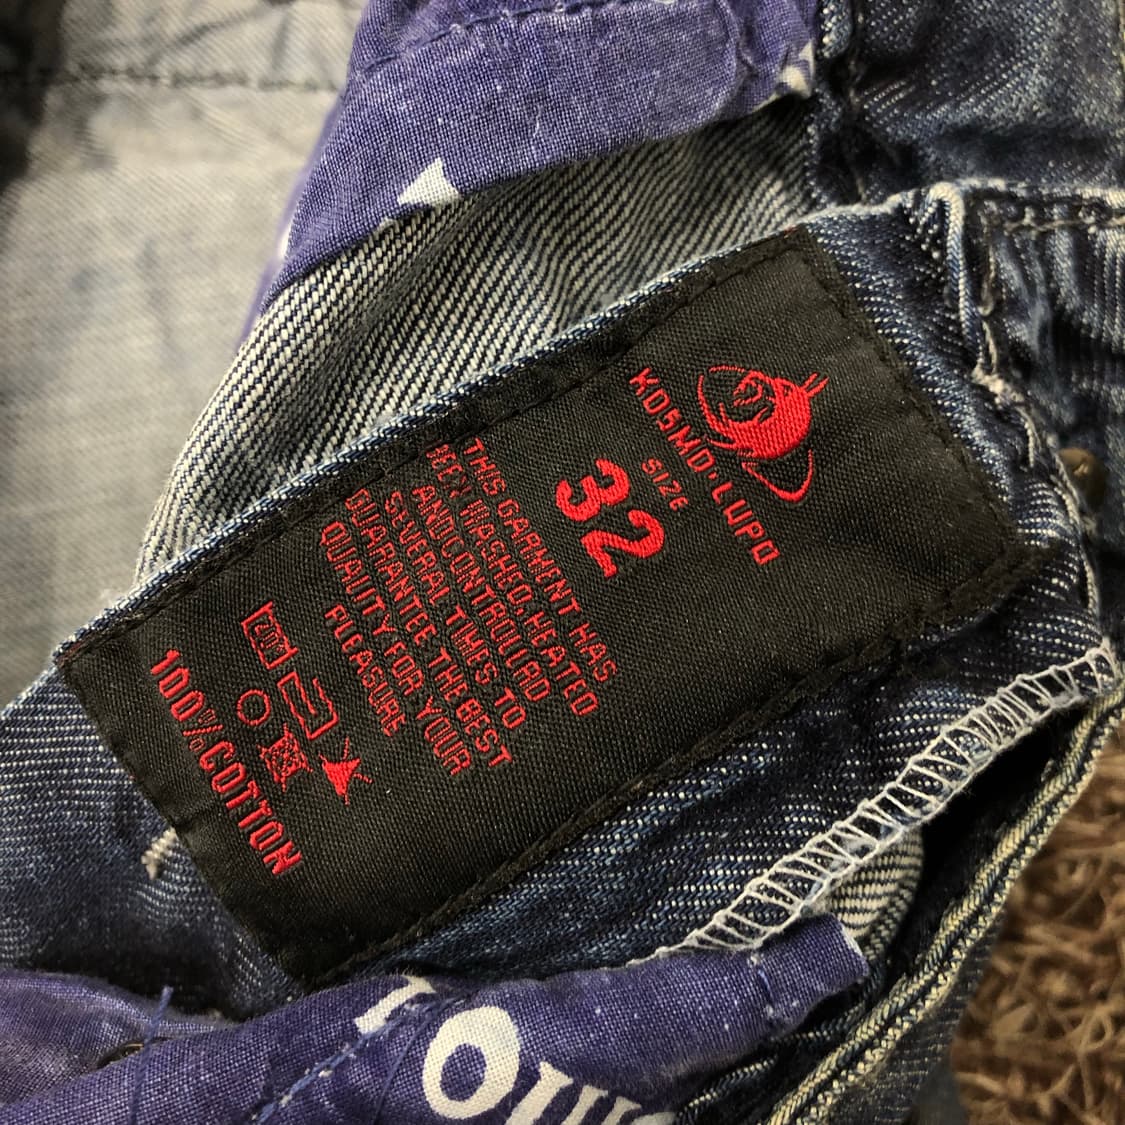 KOSMO.LUPO
SIZE
32
THIS GARMENT HAS
BEEN WASHED, HEATED
AND CONTROLLAD
SEVERAL TIMES TO
GUARANTEE THE BEST
QUALITY FOR YOUR
PLEASURE
100% COTTON